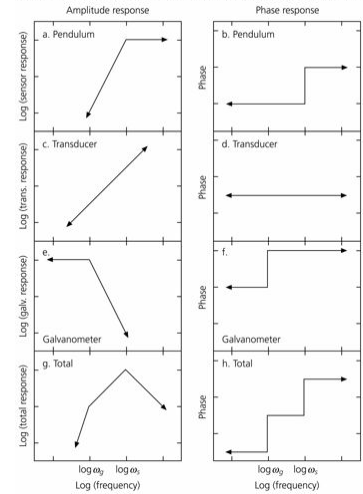 Amplitude response
Phase response
a. Pendulum
Log (sensor response)
b. Pendulum
Phase
c. Transducer
Log (trans. response)
d. Transducer
Phase
e.
Log (galv. response)
Galvanometer
f.
Phase
Galvanometer
g. Total
Log (total response)
h. Total
Phase
log ωg log ωs
Log (frequency)
log ωg log ωs
Log (frequency)